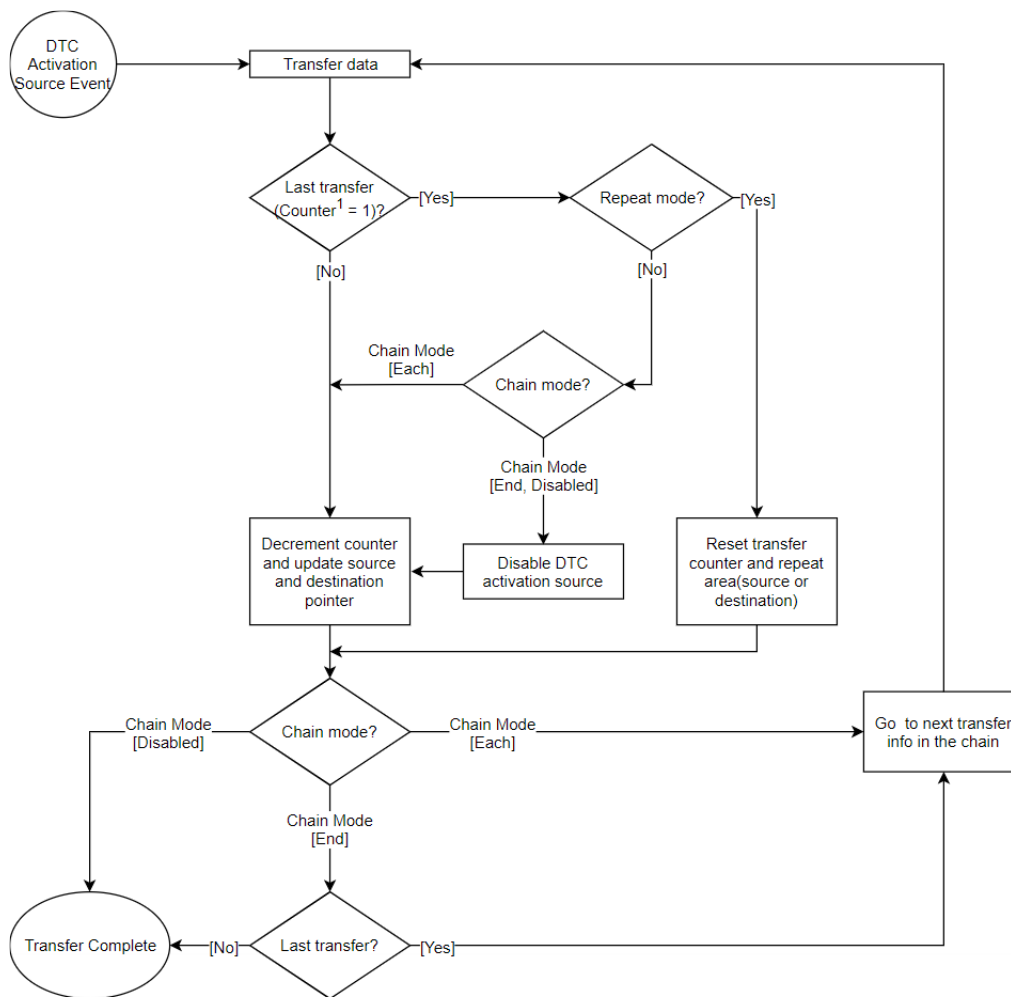 DTC
Activation
Source Event
Transfer data
Last transfer
(Counter¹ = 1)?
[Yes]
Repeat mode?
[Yes]
[No]
[No]
Chain Mode
[Each]
Chain mode?
Chain Mode
[End, Disabled]
Decrement counter
and update source
and destination
pointer
Disable DTC
activation source
Reset transfer
counter and repeat
area(source or
destination)
Chain Mode
[Disabled]
Chain mode?
Chain Mode
[Each]
Go to next transfer
info in the chain
Chain Mode
[End]
Transfer Complete
[No]
Last transfer?
[Yes]